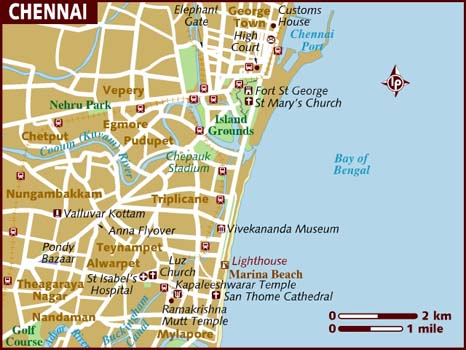 CHENNAI
Elephant
Gate
George
Town
Customs
House
High
Court
Chennai
Port
Vepery
Fort St George
St Mary's Church
Nehru Park
Egmore
Island
Grounds
Chetput
Pudupet
Cooum (Kuvam) River
Chepauk
Stadium
Bay of
Bengal
Nungambakkam
Triplicane
Valluvar Kottam
Anna Flyover
Vivekananda Museum
Pondy
Bazaar
Teynampet
Alwarpet
Luz
Church
Lighthouse
Marina Beach
St Isabel's
Hospital
Kapaleeshwarar Temple
Theagaraya
Nagar
San Thome Cathedral
Ramakrishna
Mutt Temple
Nandaman
Buckingham
Canal
Adyar River
Golf
Course
Mylapore
0 2 km
0 1 mile
lp